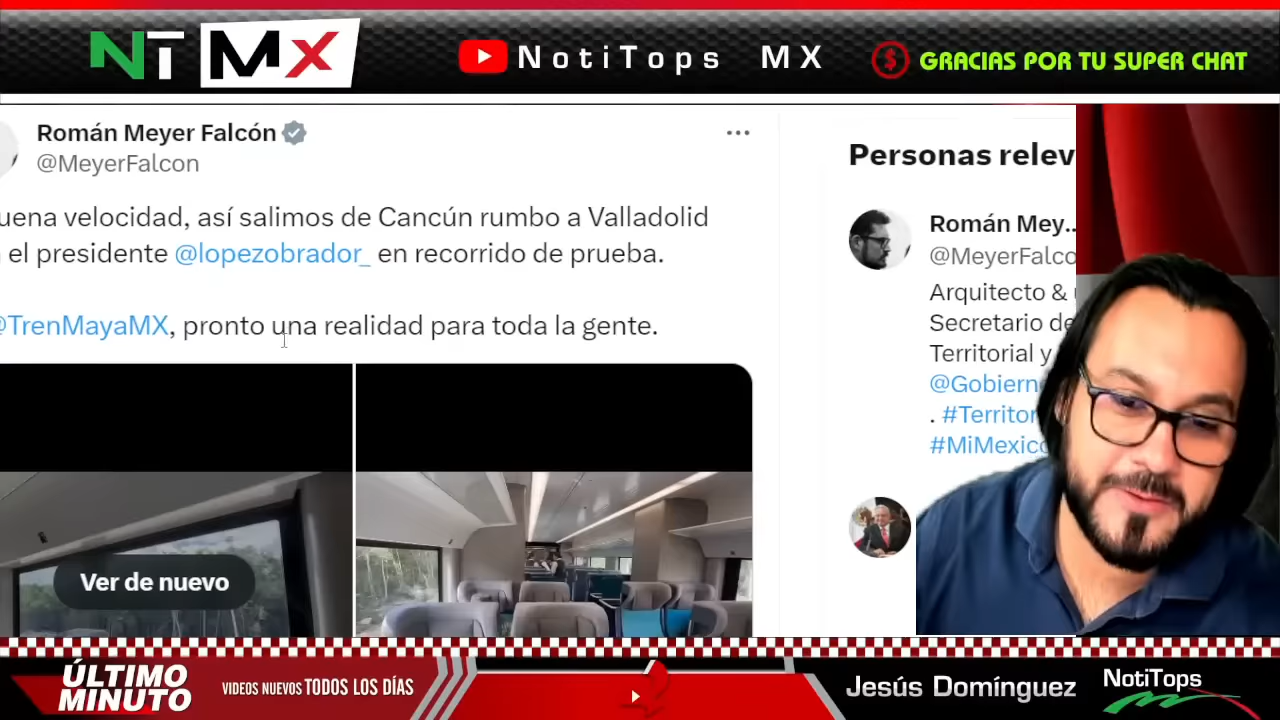 NT MX
NotiTops MX
GRACIAS POR TU SUPER CHAT
Román Meyer Falcón
@MeyerFalcon
uena velocidad, así salimos de Cancún rumbo a Valladolid
el presidente @lopezobrador_ en recorrido de prueba.
@TrenMayaMX, pronto una realidad para toda la gente.
Ver de nuevo
Personas relev
Román Mey...
@MeyerFalco
Arquitecto &
Secretario de
Territorial y
@Gobierno
. #Territor
#MiMexico
ÚLTIMO
MINUTO
VIDEOS NUEVOS TODOS LOS DÍAS
Jesús Domínguez
NotiTops